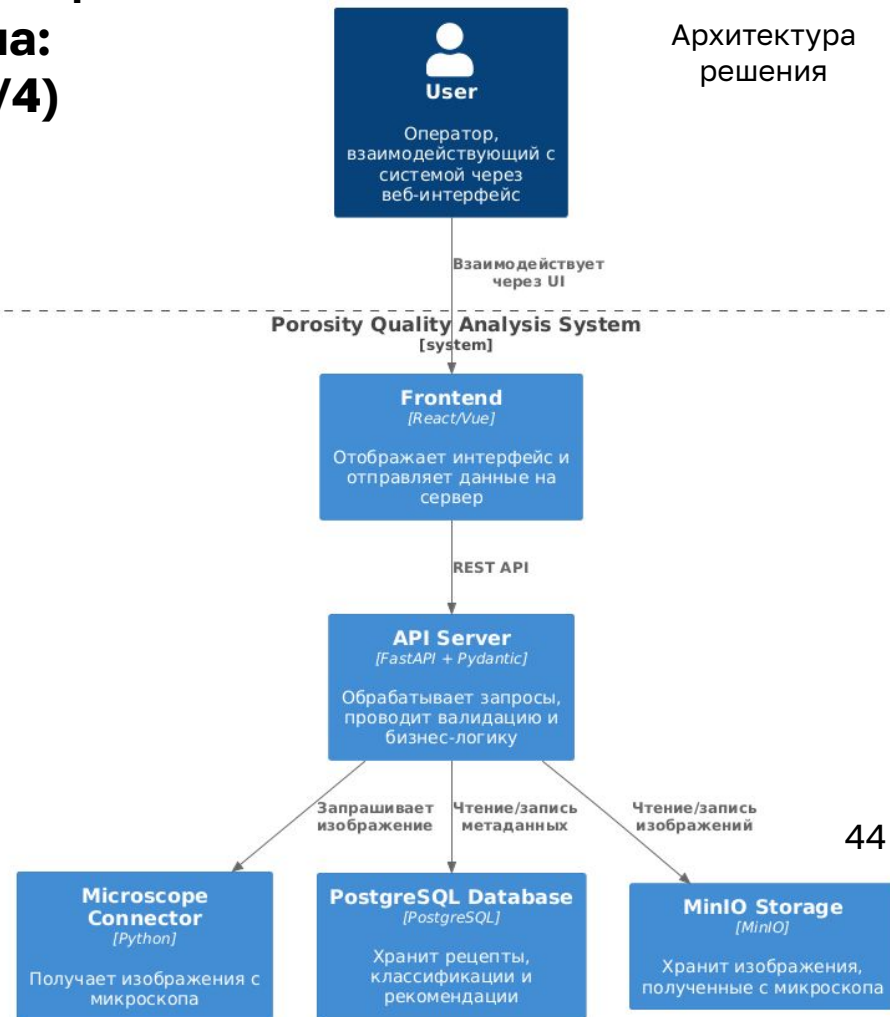 /4)
Архитектура
решения
User
Оператор,
взаимодействующий с
системой через
веб-интерфейс
Взаимодействует
через UI
Porosity Quality Analysis System
[system]
Frontend
[React/Vue]
Отображает интерфейс и
отправляет данные на
сервер
REST API
API Server
[FastAPI + Pydantic]
Обрабатывает запросы,
проводит валидацию и
бизнес-логику
Запрашивает
изображение
Чтение/запись
метаданных
Чтение/запись
изображений
44
Microscope
Connector
[Python]
Получает изображения с
микроскопа
PostgreSQL Database
[PostgreSQL]
Хранит рецепты,
классификации и
рекомендации
MinIO Storage
[MinIO]
Хранит изображения,
полученные с микроскопа